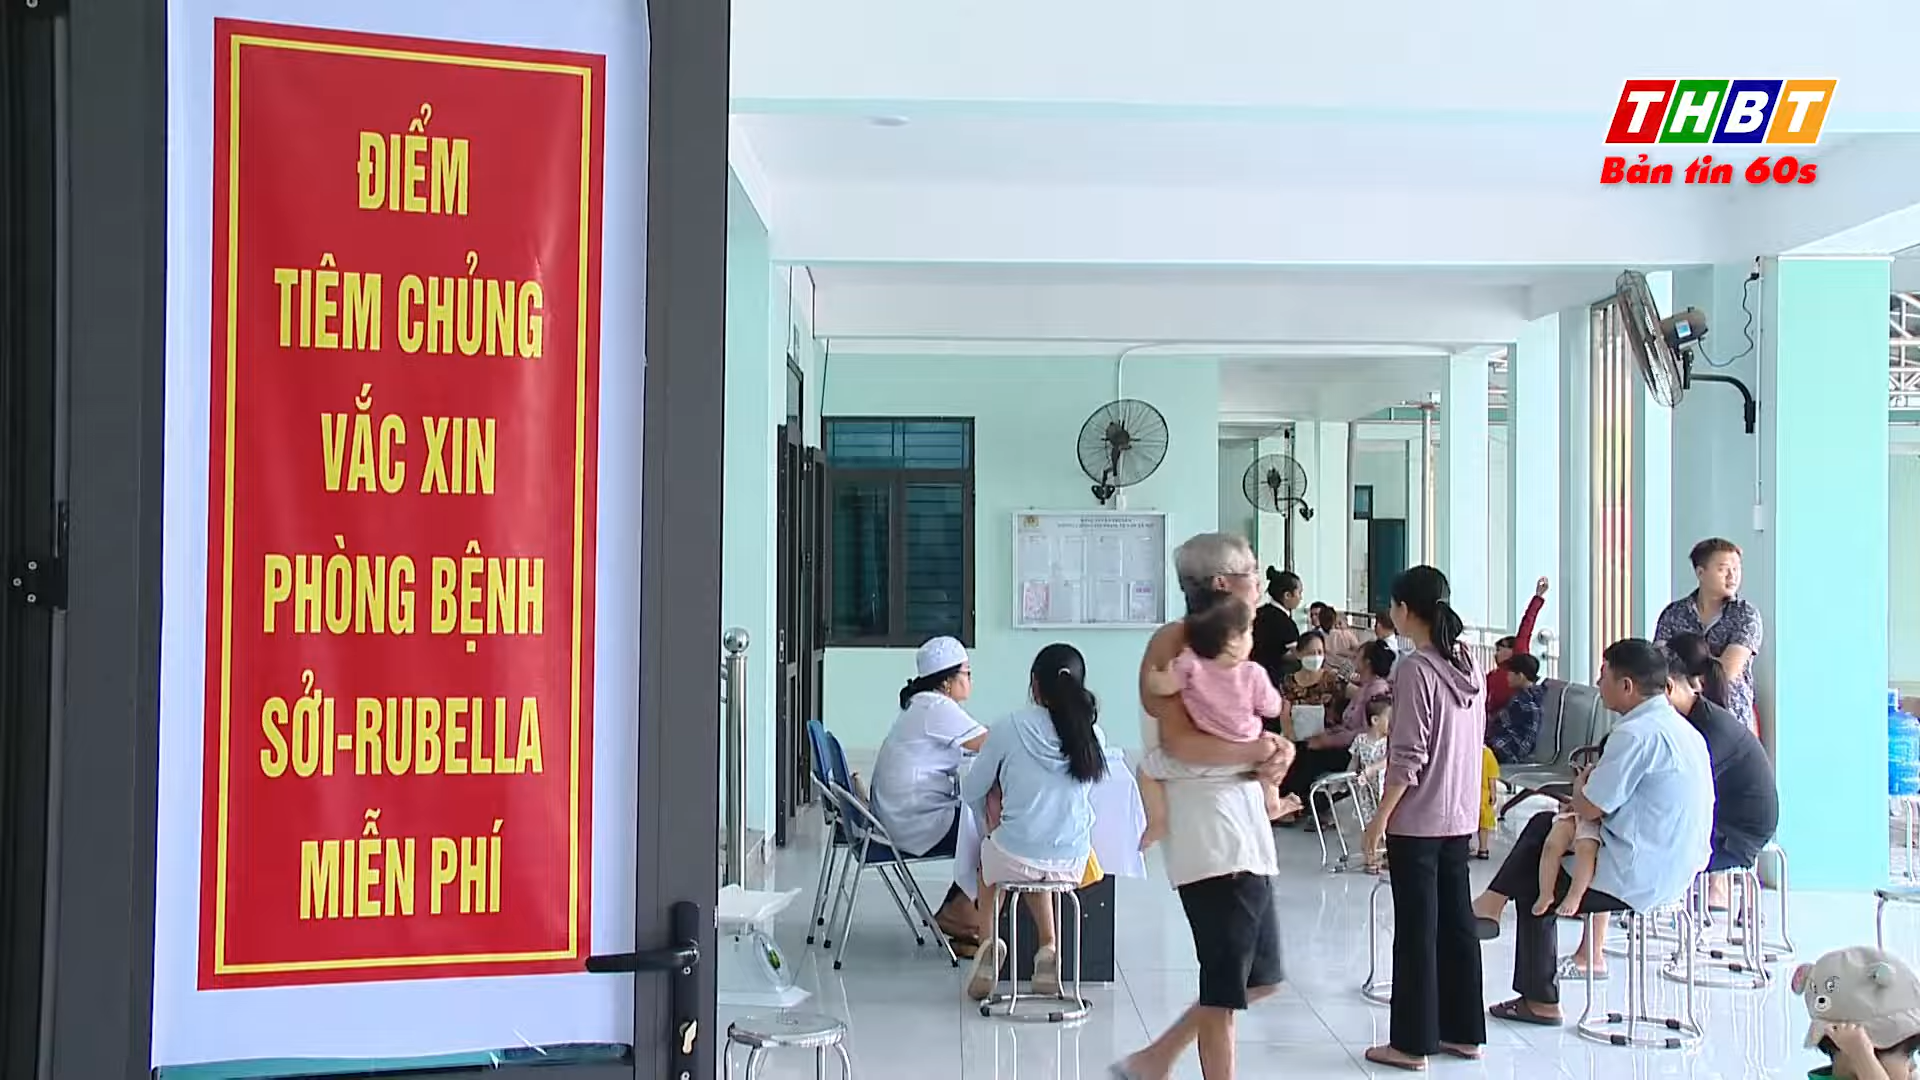 ĐIỂM
TIÊM CHỦNG
VẮC XIN
PHÒNG BỆNH
SỞI-RUBELLA
MIỄN PHÍ
THBT
Bản tin 60s